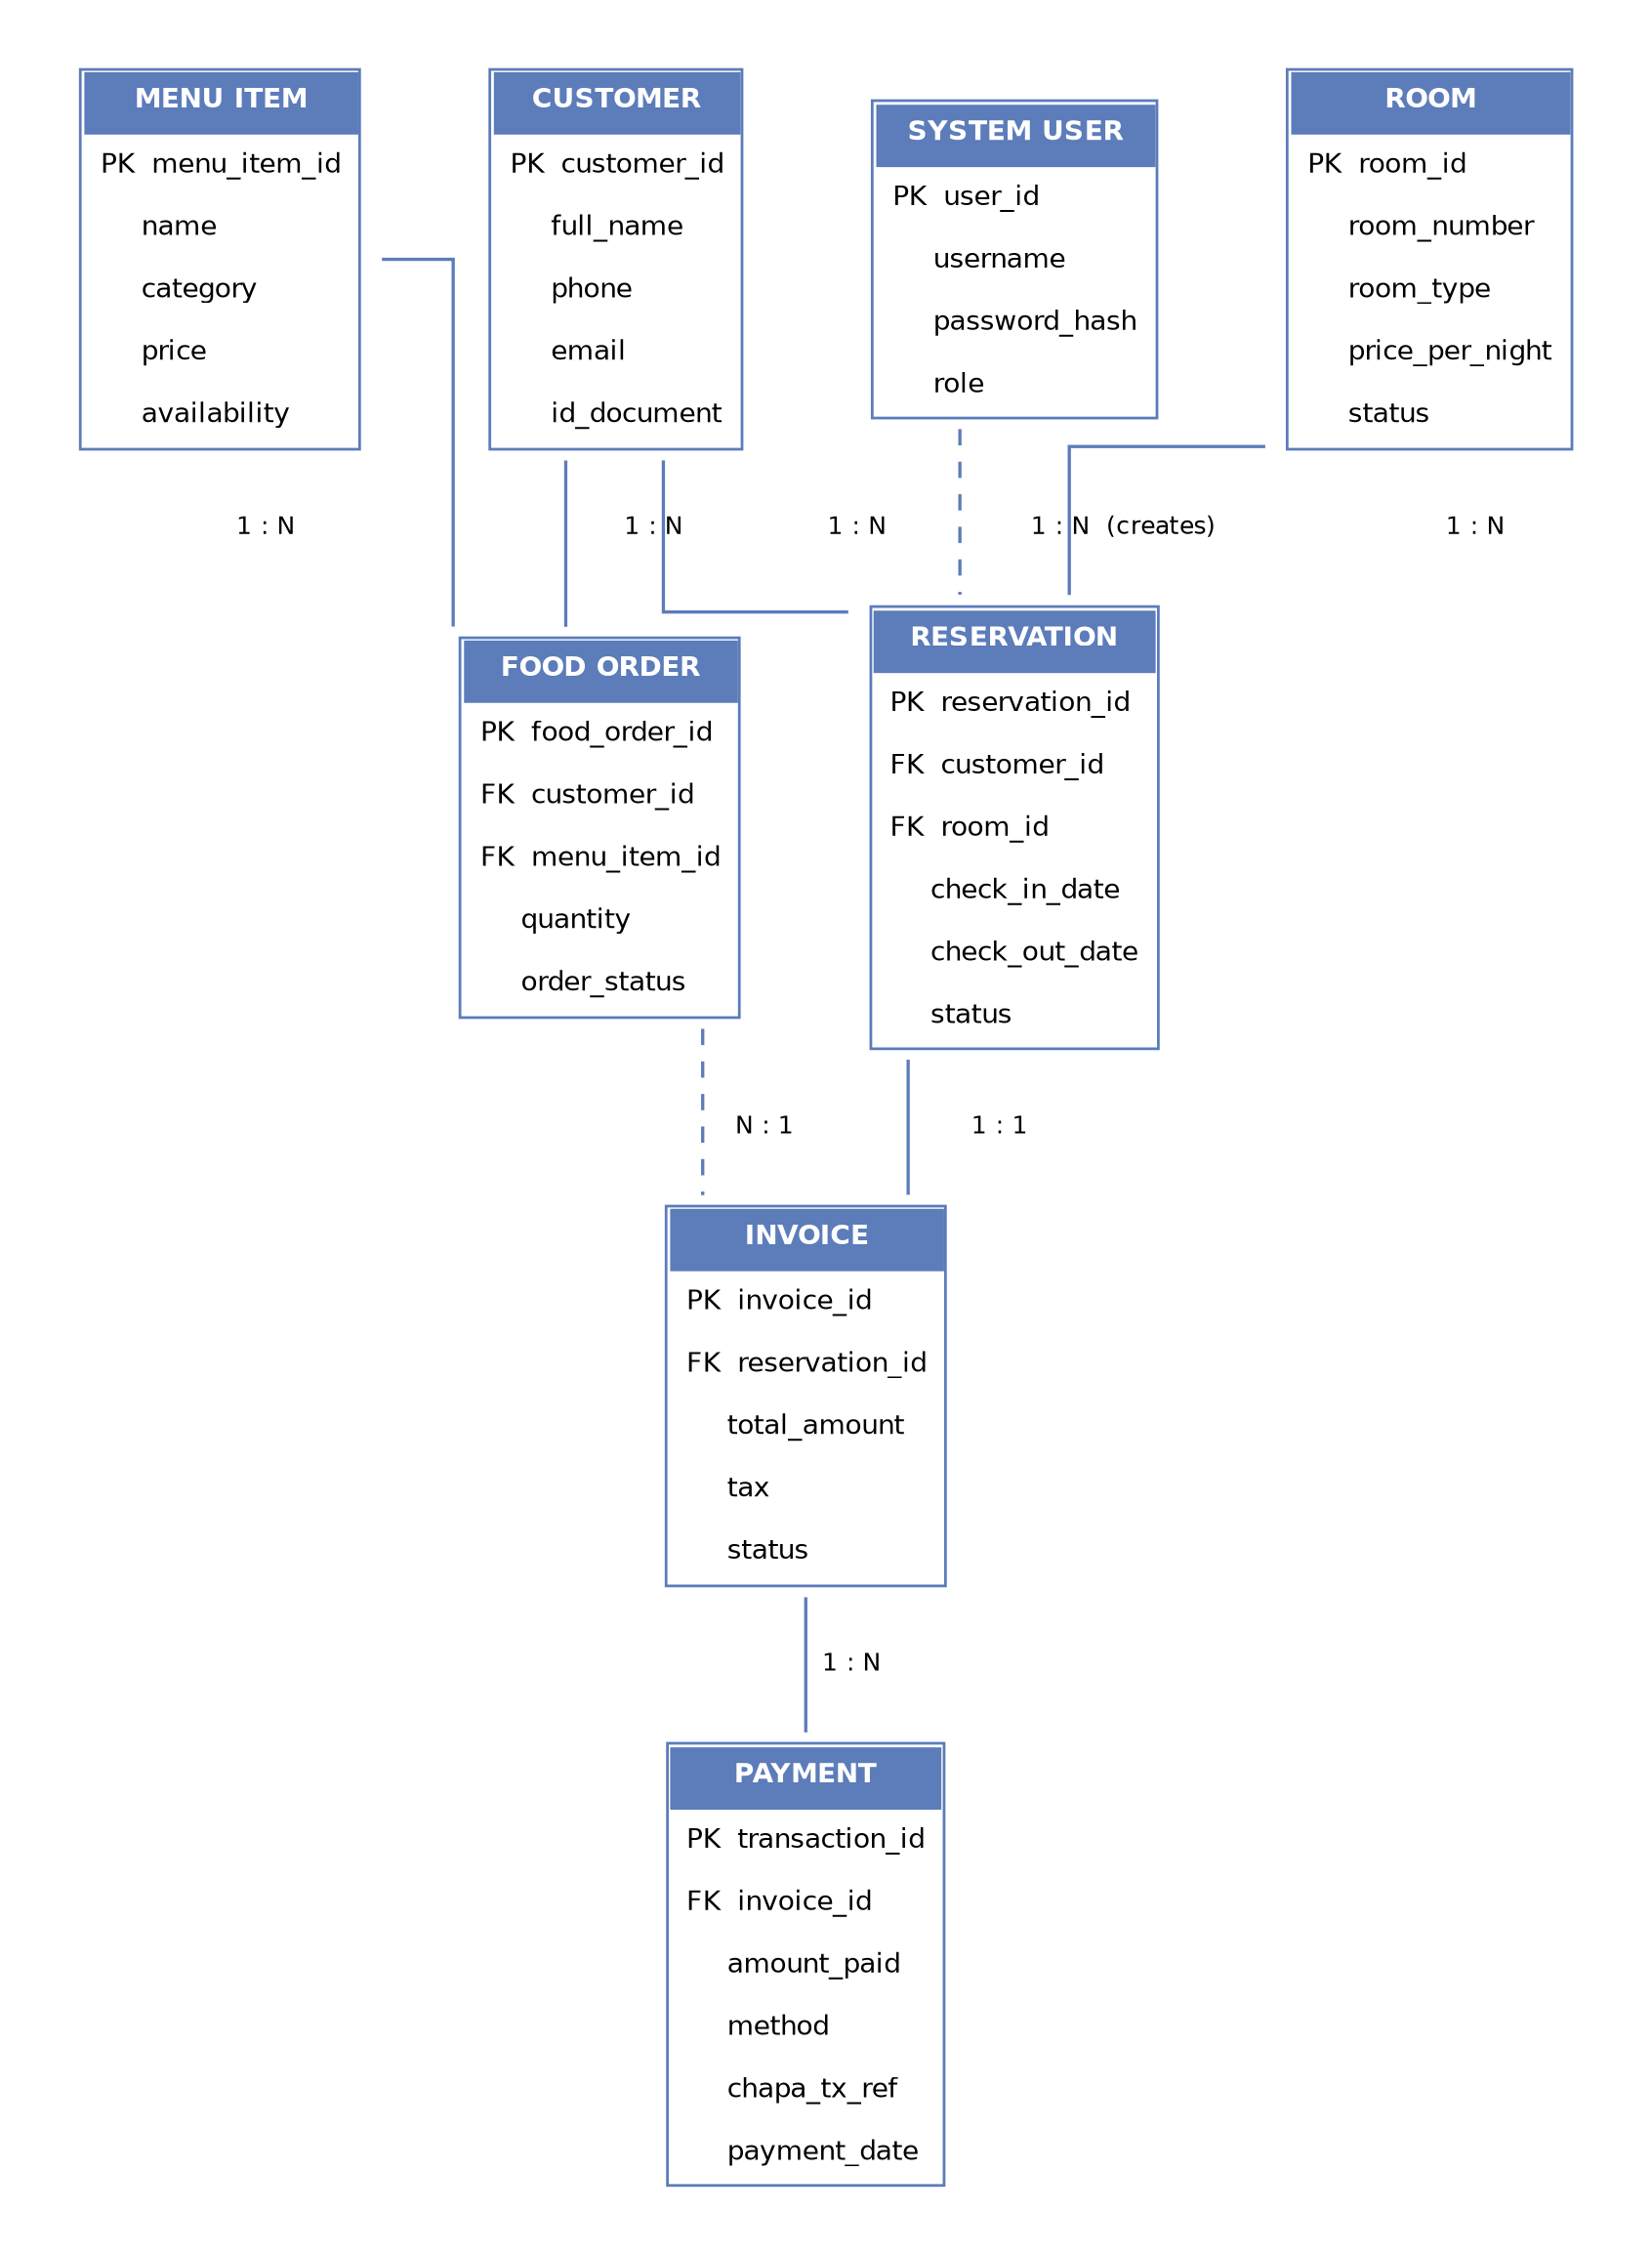 MENU ITEM
PK menu_item_id
name
category
price
availability
CUSTOMER
PK customer_id
full_name
phone
email
id_document
SYSTEM USER
PK user_id
username
password_hash
role
ROOM
PK room_id
room_number
room_type
price_per_night
status
1 : N
1 : N
1 : N
1 : N (creates)
1 : N
FOOD ORDER
PK food_order_id
FK customer_id
FK menu_item_id
quantity
order_status
RESERVATION
PK reservation_id
FK customer_id
FK room_id
check_in_date
check_out_date
status
N : 1
1 : 1
INVOICE
PK invoice_id
FK reservation_id
total_amount
tax
status
1 : N
PAYMENT
PK transaction_id
FK invoice_id
amount_paid
method
chapa_tx_ref
payment_date